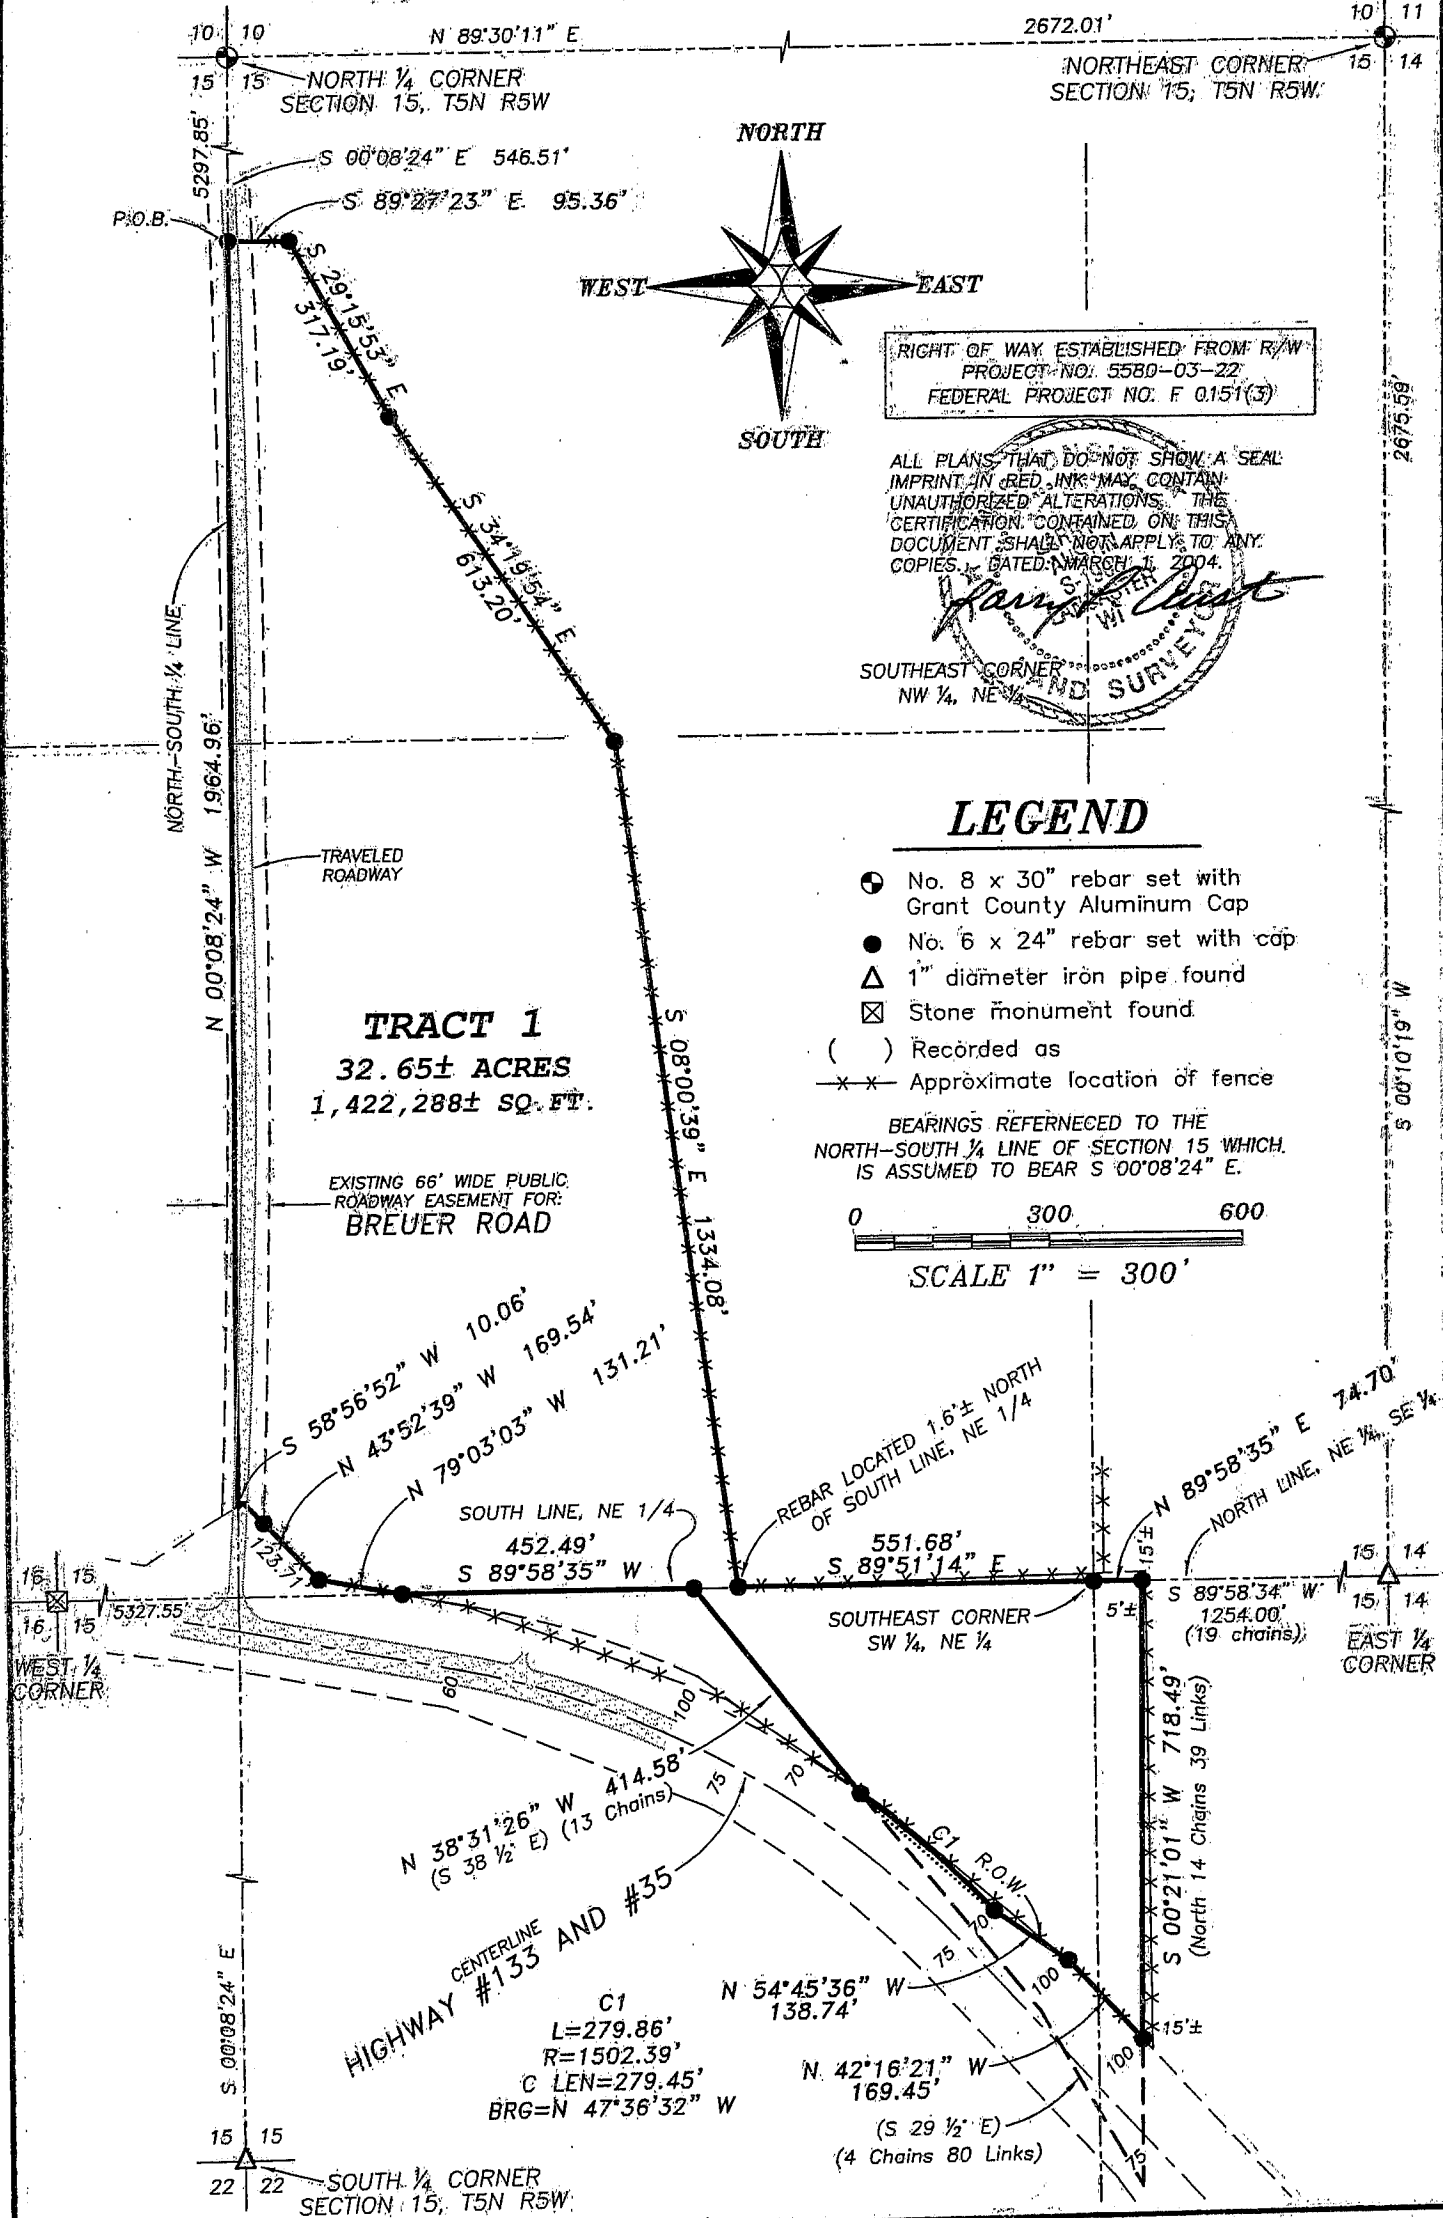 10 10
N 89°30'11" E
2672.01'
10 11
15 15
NORTH ¼ CORNER
SECTION 15, T5N R5W
NORTHEAST CORNER
SECTION 15, T5N R5W.
15 14
5297.85'
S 00°08'24" E 546.51'
S 89°27'23" E 95.36'
P.O.B.
NORTH
WEST
EAST
SOUTH
S 29°15'53" E
317.19'
RIGHT OF WAY ESTABLISHED FROM R/W
PROJECT NO. 5580-03-22
FEDERAL PROJECT NO. F 0151(3)
2675.59'
ALL PLANS THAT DO NOT SHOW A SEAL
IMPRINT IN RED INK MAY CONTAIN
UNAUTHORIZED ALTERATIONS. THE
CERTIFICATION CONTAINED ON THIS
DOCUMENT SHALL NOT APPLY TO ANY
COPIES. DATED: MARCH 1, 2004.
S 34°19'54" E
613.20'
WI
LAND SURVEYOR
SOUTHEAST CORNER
NW ¼, NE ¼
NORTH-SOUTH ¼ LINE
N 00°08'24" W 1964.96'
TRAVELED
ROADWAY
LEGEND
No. 8 x 30" rebar set with
Grant County Aluminum Cap
No. 6 x 24" rebar set with cap
1" diameter iron pipe found
Stone monument found
( ) Recorded as
Approximate location of fence
BEARINGS REFERNECED TO THE
NORTH-SOUTH ¼ LINE OF SECTION 15 WHICH
IS ASSUMED TO BEAR S 00°08'24" E.
S 00°10'19" W
TRACT 1
32.65± ACRES
1,422,288± SQ.FT.
S 08°00'39" E 1334.08'
EXISTING 66' WIDE PUBLIC
ROADWAY EASEMENT FOR:
BREUER ROAD
0 300 600
SCALE 1" = 300'
S 58°56'52" W 10.06'
N 43°52'39" W 169.54'
N 79°03'03" W 131.21'
REBAR LOCATED 1.6'± NORTH
OF SOUTH LINE, NE 1/4
N 89°58'35" E 74.70'
NORTH LINE, NE ¼, SE ¼
SOUTH LINE, NE 1/4
452.49'
S 89°58'35" W
551.68'
S 89°51'14" E
15'±
123.71'
16 15
16 15
5327.55'
WEST ¼
CORNER
SOUTHEAST CORNER
SW ¼, NE ¼
5'±
S 89°58'34" W
1254.00'
(19 chains)
15 14
15 14
EAST ¼
CORNER
60
100
75
70
N 38°31'26" W 414.58'
(S 38 ½° E) (13 Chains)
S 00°21'01" W 718.49'
(North 14 Chains 39 Links)
C1
R.O.W.
70
75
100
CENTERLINE
HIGHWAY #133 AND #35
N 54°45'36" W
138.74'
15'±
100
C1
L=279.86'
R=1502.39'
C LEN=279.45'
BRG=N 47°36'32" W
N 42°16'21" W
169.45'
(S 29 ½° E)
(4 Chains 80 Links)
75
S 00°08'24" E
15 15
22 22
SOUTH ¼ CORNER
SECTION 15, T5N R5W